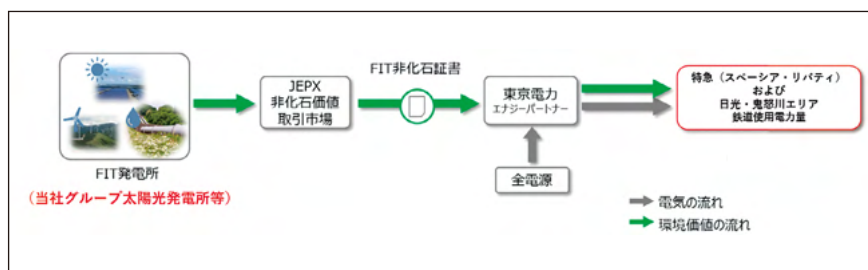 FIT発電所
(当社グループ太陽光発電所等)
JEPX
非化石価値
取引市場
FIT非化石証書
東京電力
エナジーパートナー
全電源
特急（スペーシア・リバティ）
および
日光・鬼怒川エリア
鉄道使用電力量
電気の流れ
環境価値の流れ